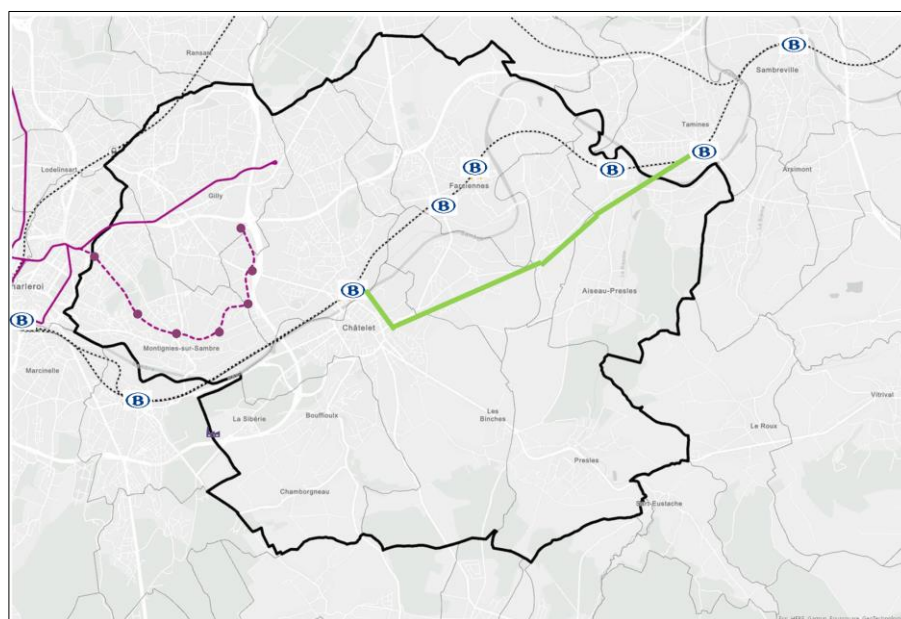 Ransart
B
Sambreville
Tamines
B
Lodelinsart
B
B
Arsimont
Farciennes
Gilly
B
harleroi
B
Aiseau-Presles
B
Châtelet
Montignies-sur-Sambre
Marcinelle
B
Vitrival
La Sibérie
Bouffioulx
Les
Binches
Le Roux
Presles
Chamborgneau
Sart-Eustache